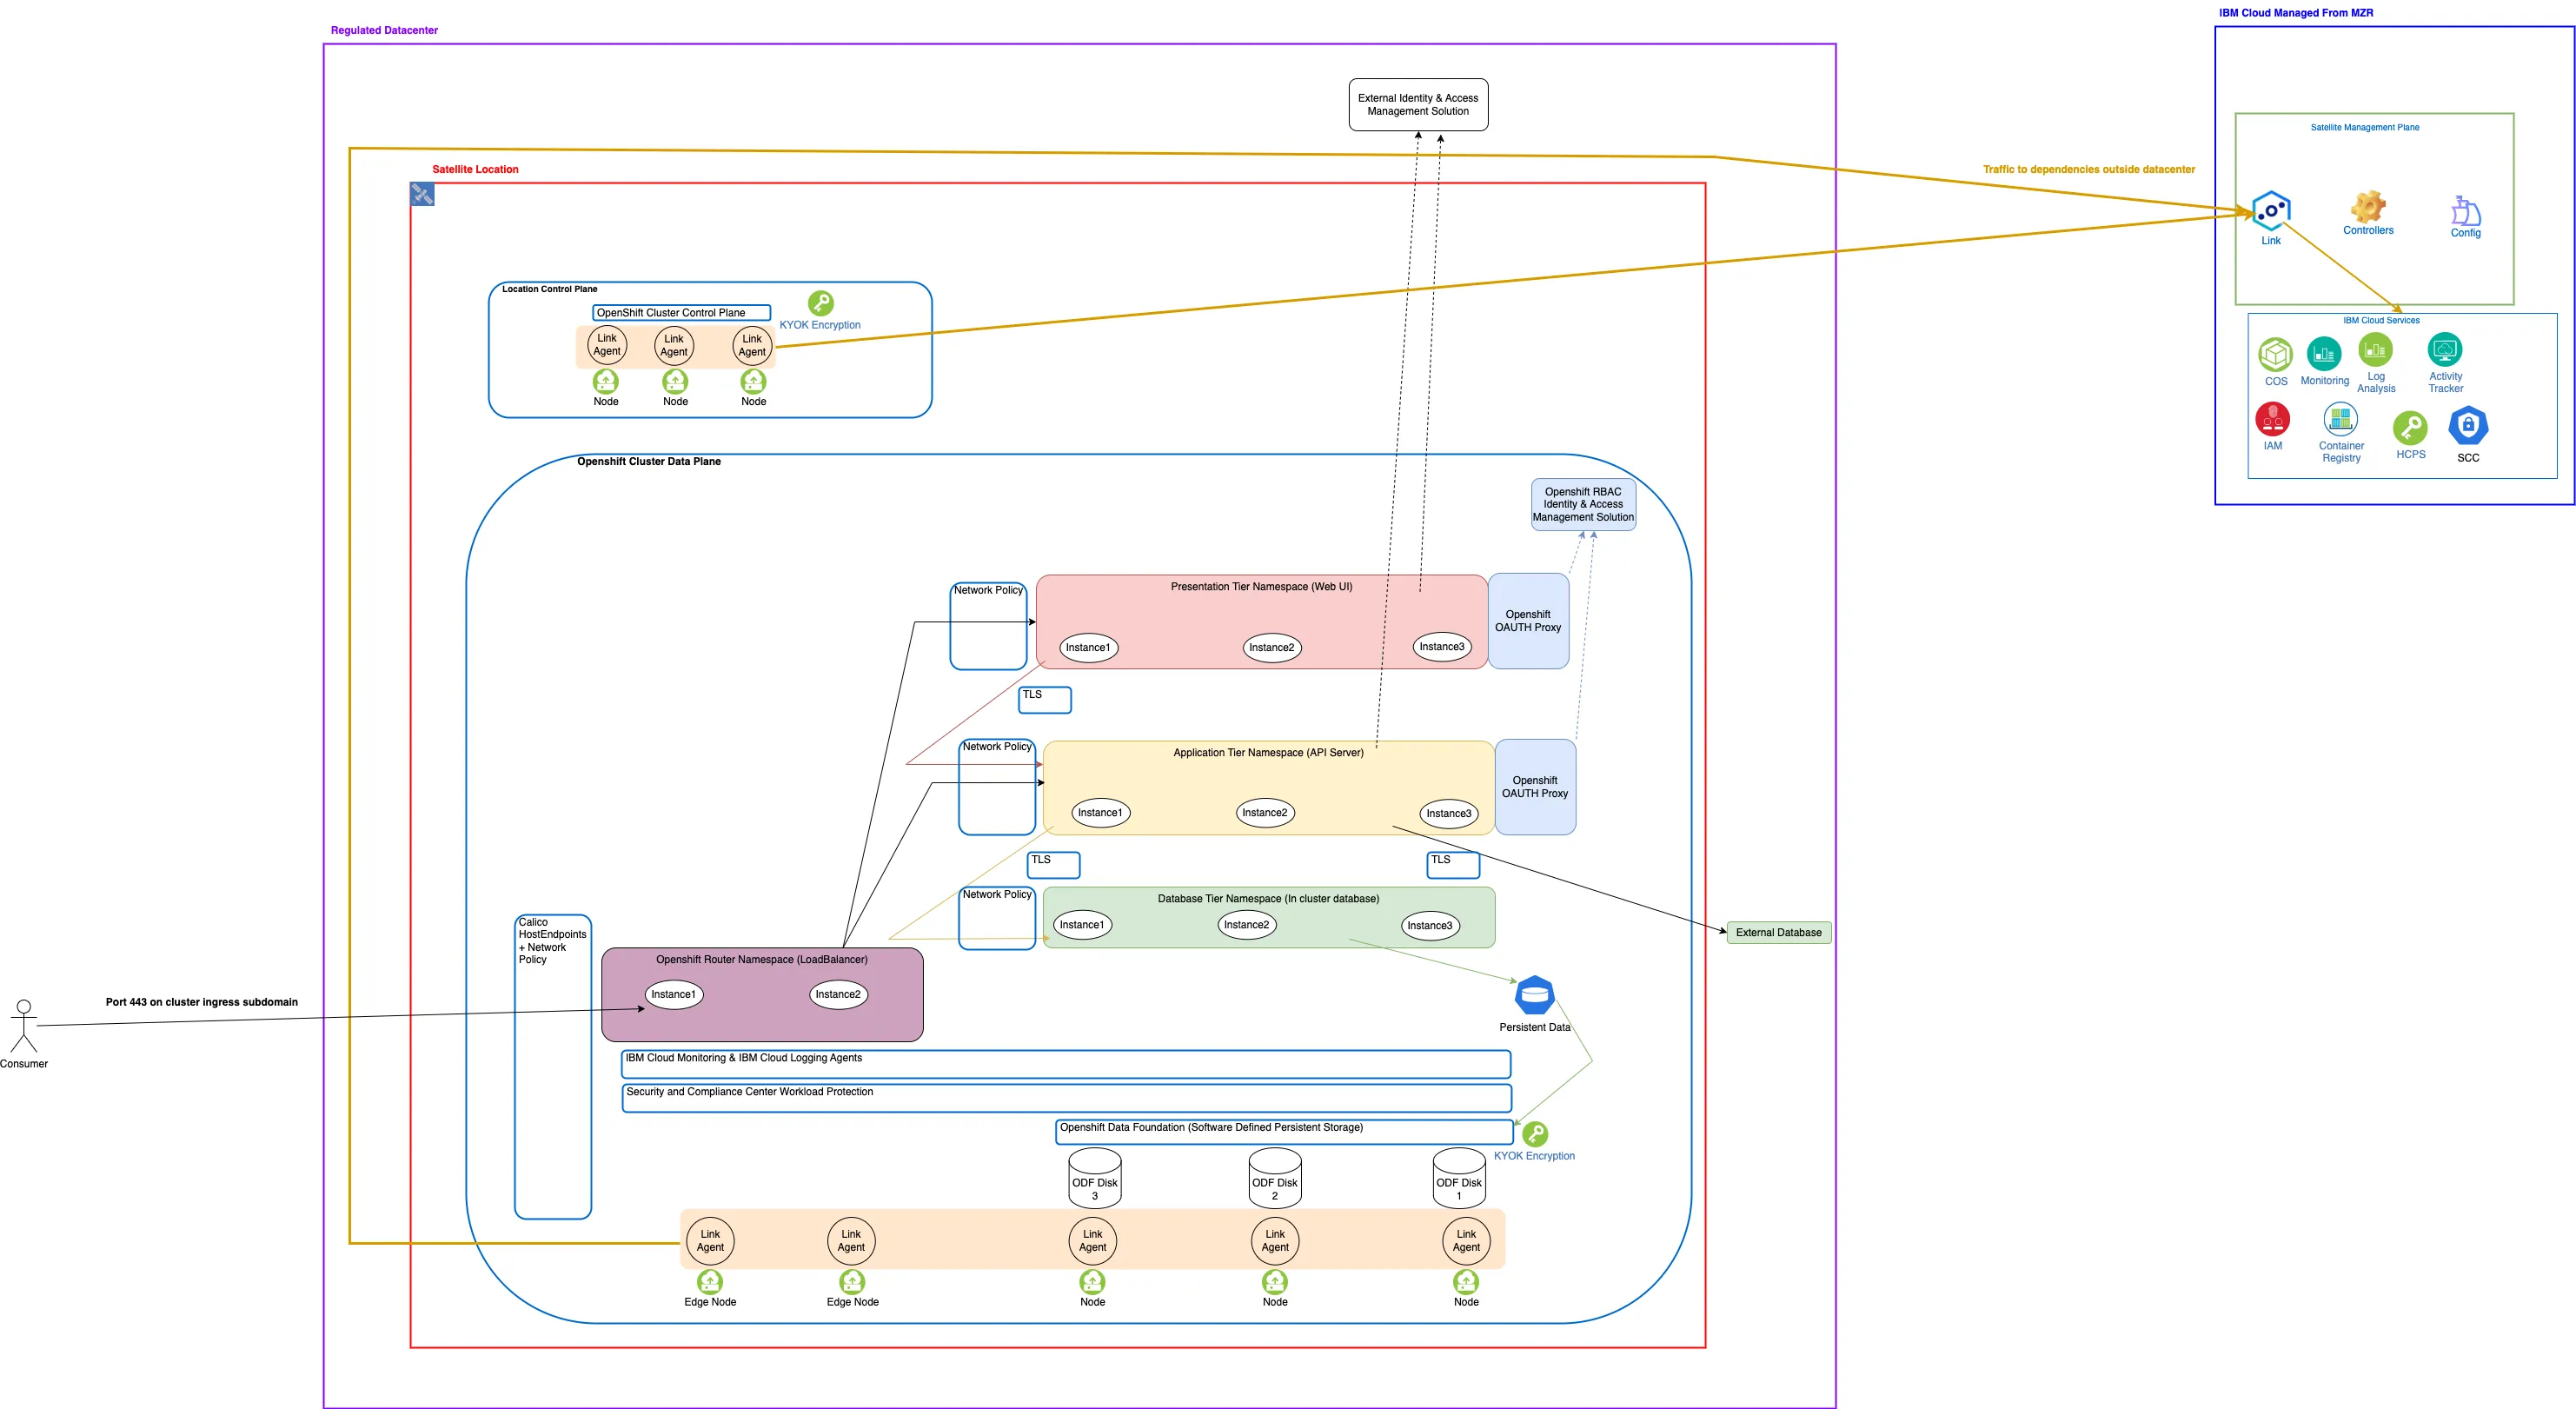 IBM Cloud Managed From MZR
Regulated Datacenter
External Identity & Access
Management Solution
Satellite Management Plane
Satellite Location
Traffic to dependencies outside datacenter
Link
Controllers
Config
Location Control Plane
OpenShift Cluster Control Plane
KYOK Encryption
Link
Agent
Link
Agent
Link
Agent
Node
Node
Node
IBM Cloud Services
COS
Monitoring
Log
Analysis
Activity
Tracker
IAM
Container
Registry
HCPS
SCC
Openshift Cluster Data Plane
Openshift RBAC
Identity & Access
Management Solution
Network Policy
Presentation Tier Namespace (Web UI)
Instance1
Instance2
Instance3
Openshift
OAUTH Proxy
TLS
Network Policy
Application Tier Namespace (API Server)
Instance1
Instance2
Instance3
Openshift
OAUTH Proxy
TLS
TLS
Network Policy
Database Tier Namespace (In cluster database)
Instance1
Instance2
Instance3
External Database
Calico
HostEndpoints
+ Network
Policy
Openshift Router Namespace (LoadBalancer)
Instance1
Instance2
Persistent Data
Port 443 on cluster ingress subdomain
Consumer
IBM Cloud Monitoring & IBM Cloud Logging Agents
Security and Compliance Center Workload Protection
Openshift Data Foundation (Software Defined Persistent Storage)
KYOK Encryption
ODF Disk
3
ODF Disk
2
ODF Disk
1
Link
Agent
Link
Agent
Link
Agent
Link
Agent
Link
Agent
Edge Node
Edge Node
Node
Node
Node